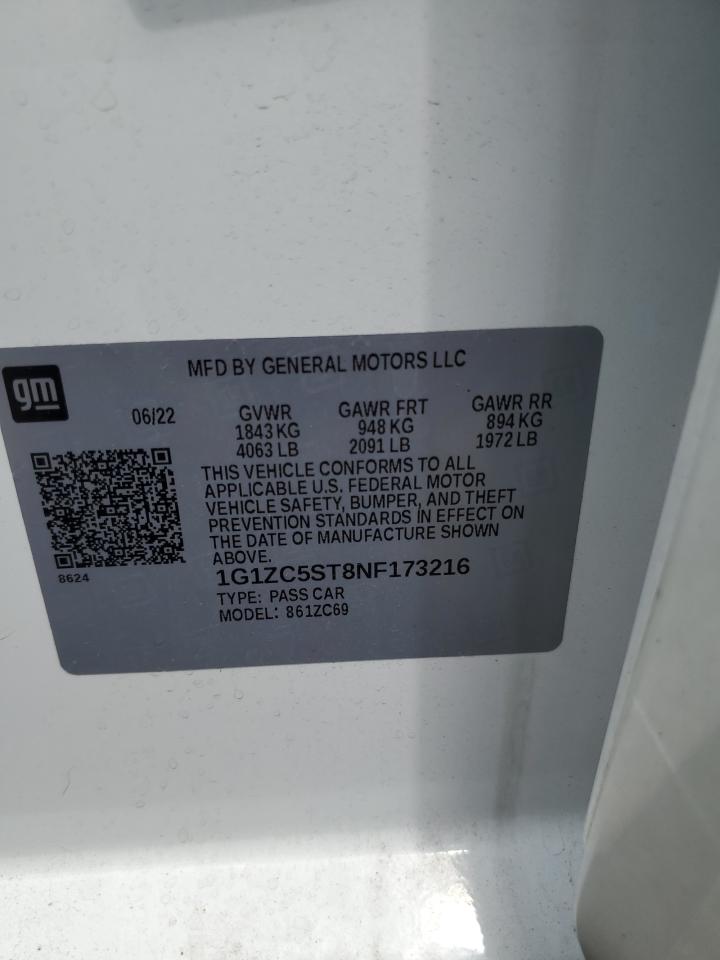 gm
MFD BY GENERAL MOTORS LLC
06/22
GVWR
1843 KG
4063 LB
GAWR FRT
948 KG
2091 LB
GAWR RR
894 KG
1972 LB
THIS VEHICLE CONFORMS TO ALL
APPLICABLE U.S. FEDERAL MOTOR
VEHICLE SAFETY, BUMPER, AND THEFT
PREVENTION STANDARDS IN EFFECT ON
THE DATE OF MANUFACTURE SHOWN
ABOVE.
8624
1G1ZC5ST8NF173216
TYPE: PASS CAR
MODEL: 861ZC69